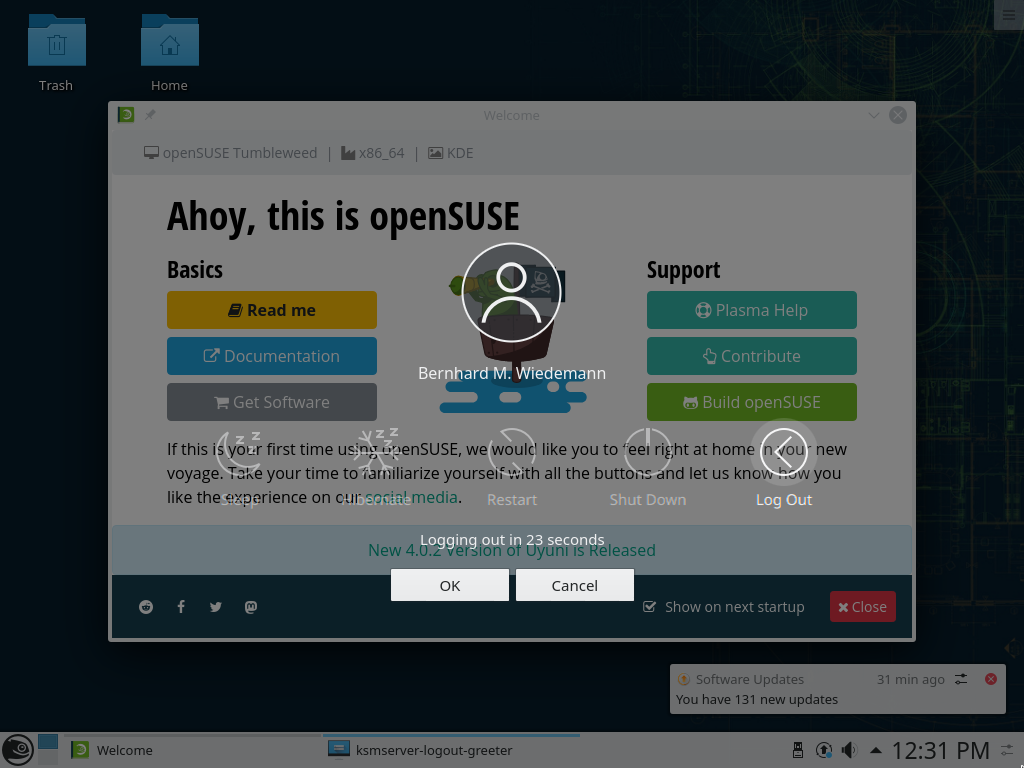 Trash
Home
Welcome
openSUSE Tumbleweed | x86_64 | KDE
Ahoy, this is openSUSE
Basics
Support
Read me
Plasma Help
Documentation
Contribute
Get Software
Build openSUSE
Bernhard M. Wiedemann
If this is your first time using openSUSE, we would like you to feel right at home in your new
voyage. Take your time to familiarize yourself with all the buttons and let us know how you
like the experience on our social media.
Sleep
Hibernate
Restart
Shut Down
Log Out
Logging out in 23 seconds
New 4.0.2 Version of Uyuni is Released
OK
Cancel
Show on next startup
Close
Software Updates
31 min ago
You have 131 new updates
Welcome
ksmserver-logout-greeter
12:31 PM